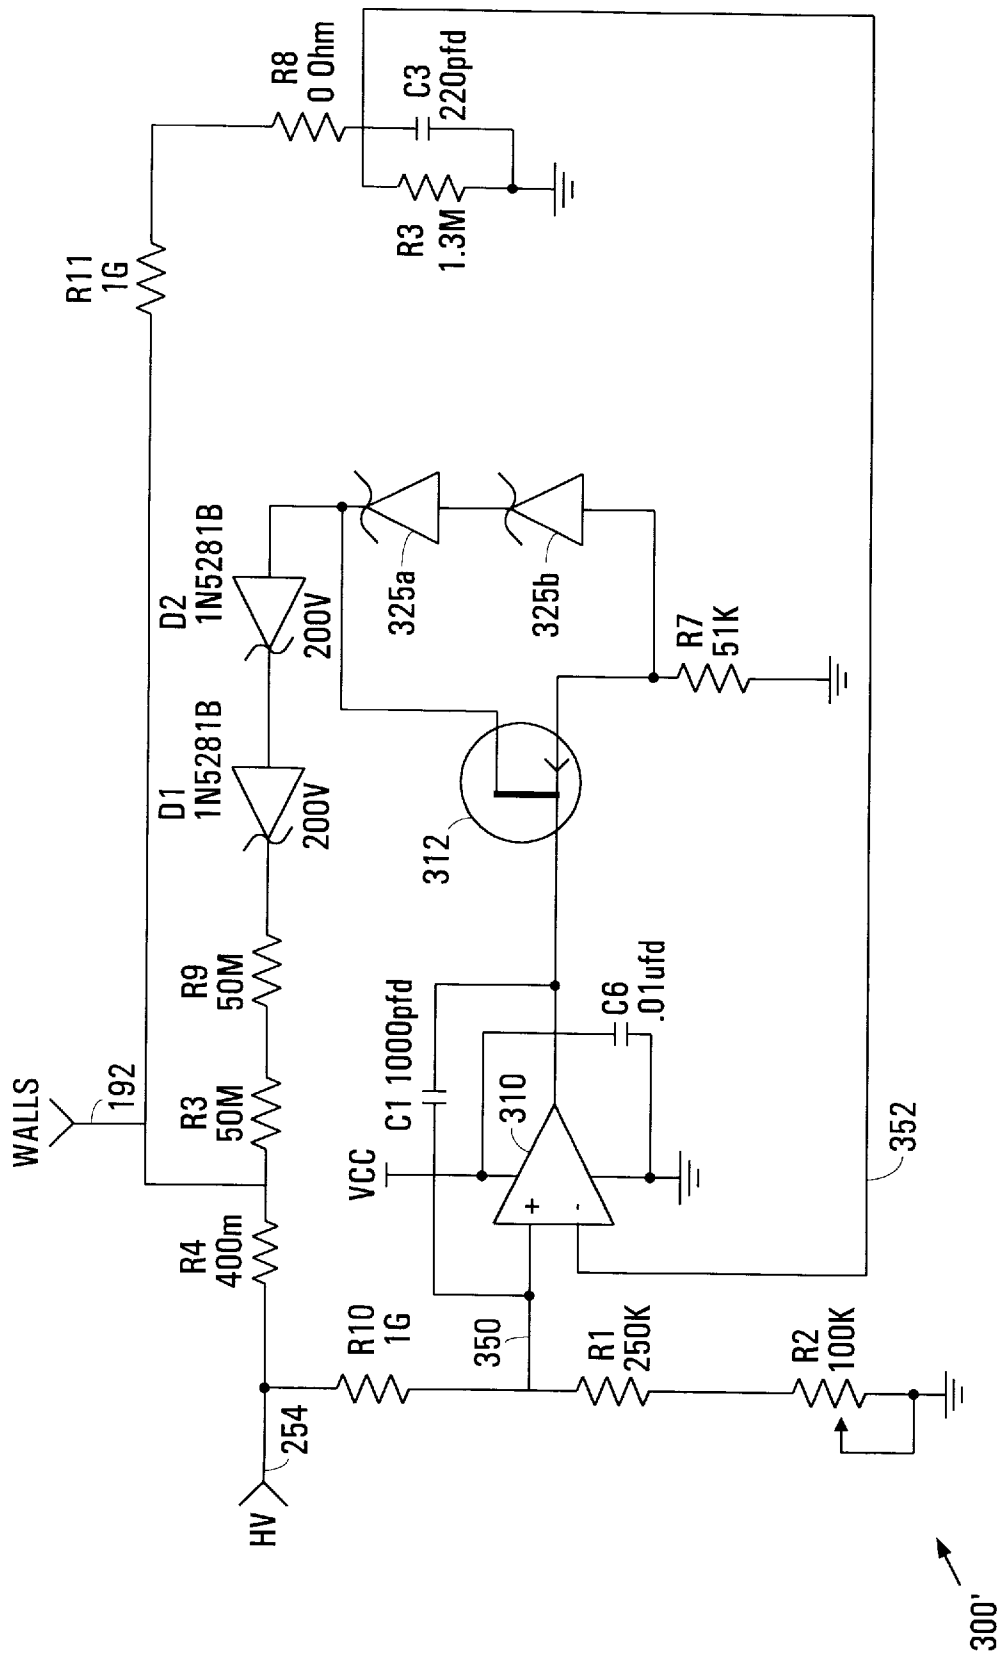 WALLS
192
R11
1G
R8
0 Ohm
C3
220pfd
R3
1.3M
HV
254
R4
400m
R3
50M
R9
50M
D1
1N5281B
200V
D2
1N5281B
200V
325a
325b
312
R7
51K
R10
1G
350
C1 1000pfd
VCC
310
+
-
C6
.01ufd
R1
250K
R2
100K
352
300'